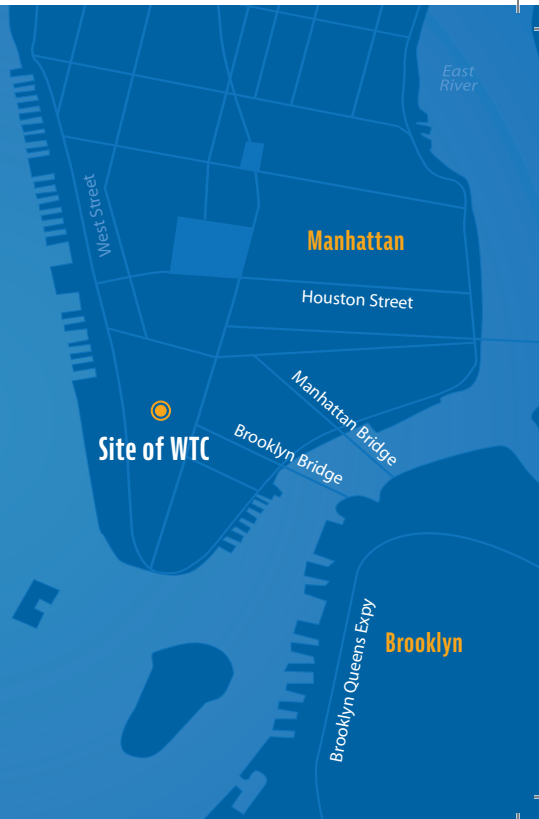 East
River
West Street
Manhattan
Houston Street
Manhattan Bridge
Site of WTC
Brooklyn Bridge
Brooklyn Queens Expy
Brooklyn